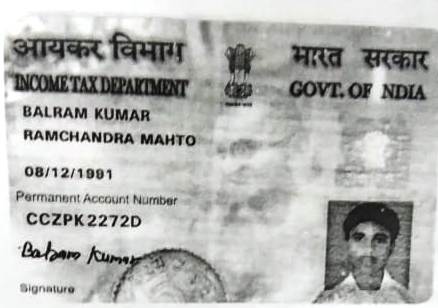 आयकर विभाग
भारत सरकार
INCOME TAX DEPARTMENT
GOVT. OF INDIA
BALRAM KUMAR
RAMCHANDRA MAHTO
08/12/1991
Permanent Account Number
CCZPK2272D
Balram Kumar
Signature